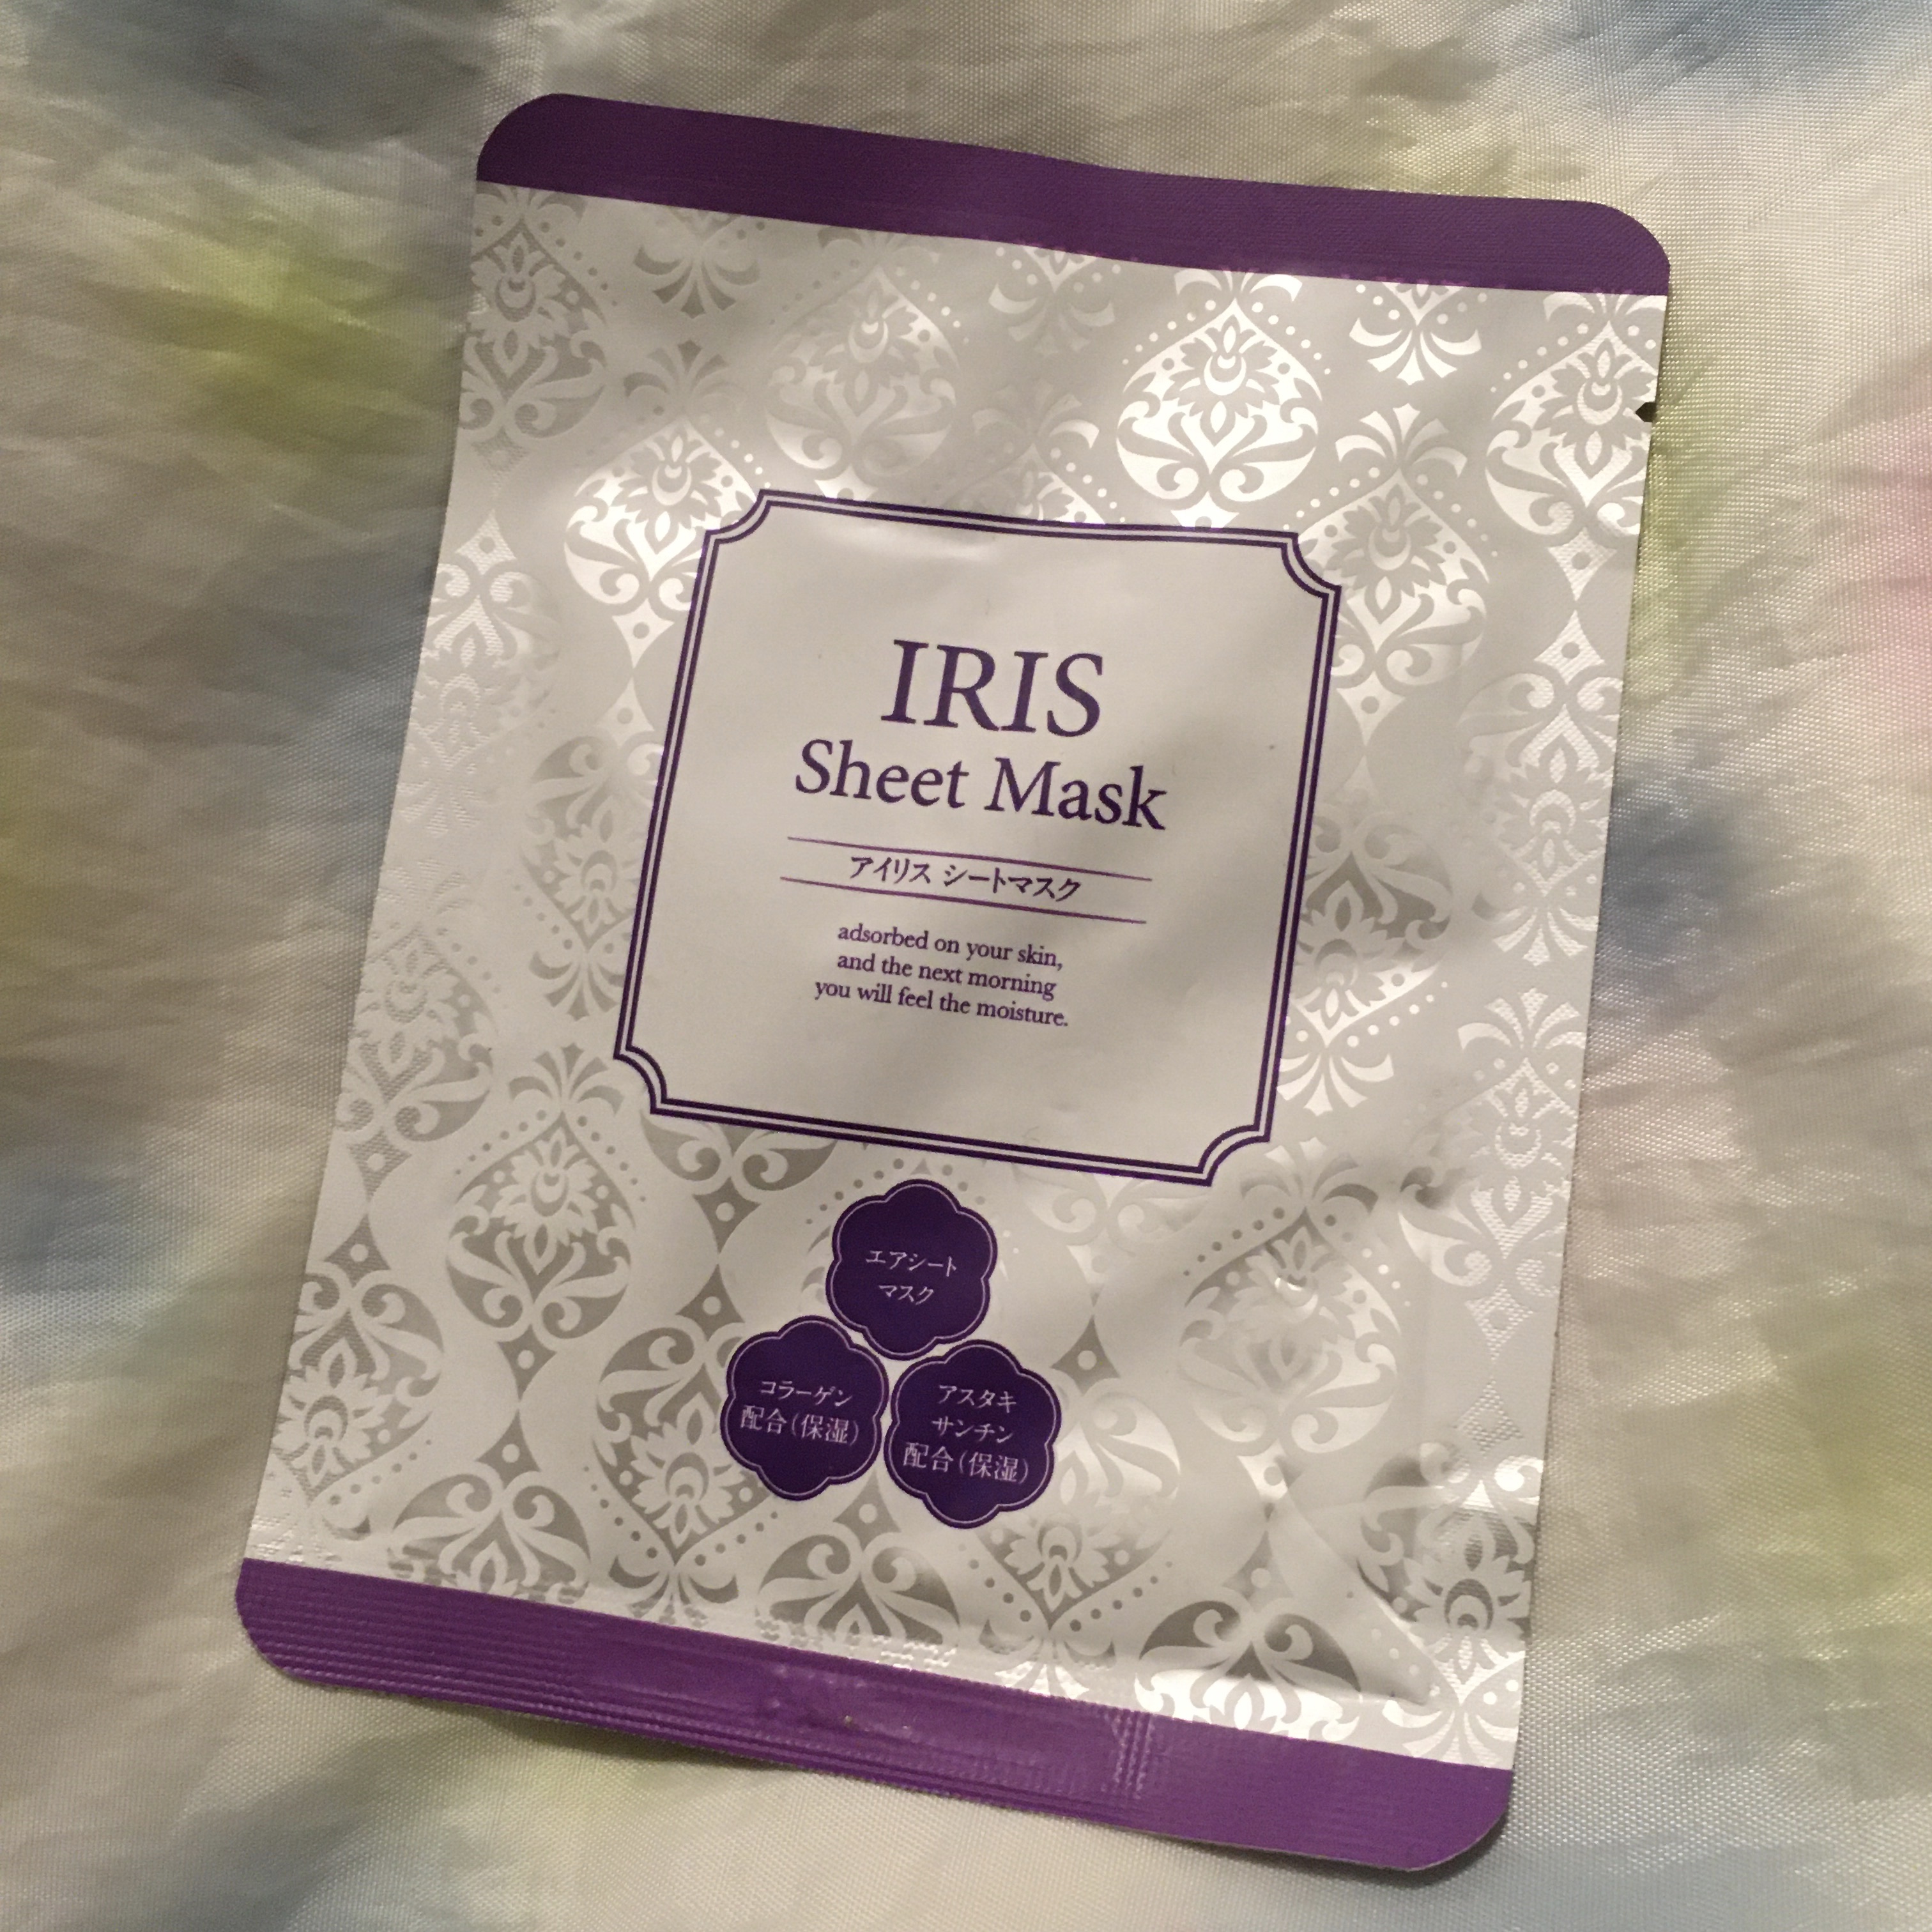 IRIS
Sheet Mask
アイリス シートマスク
adsorbed on your skin,
and the next morning
you will feel the moisture.
エアシート
マスク
コラーゲン
配合(保湿)
アスタキ
サンチン
配合(保湿)